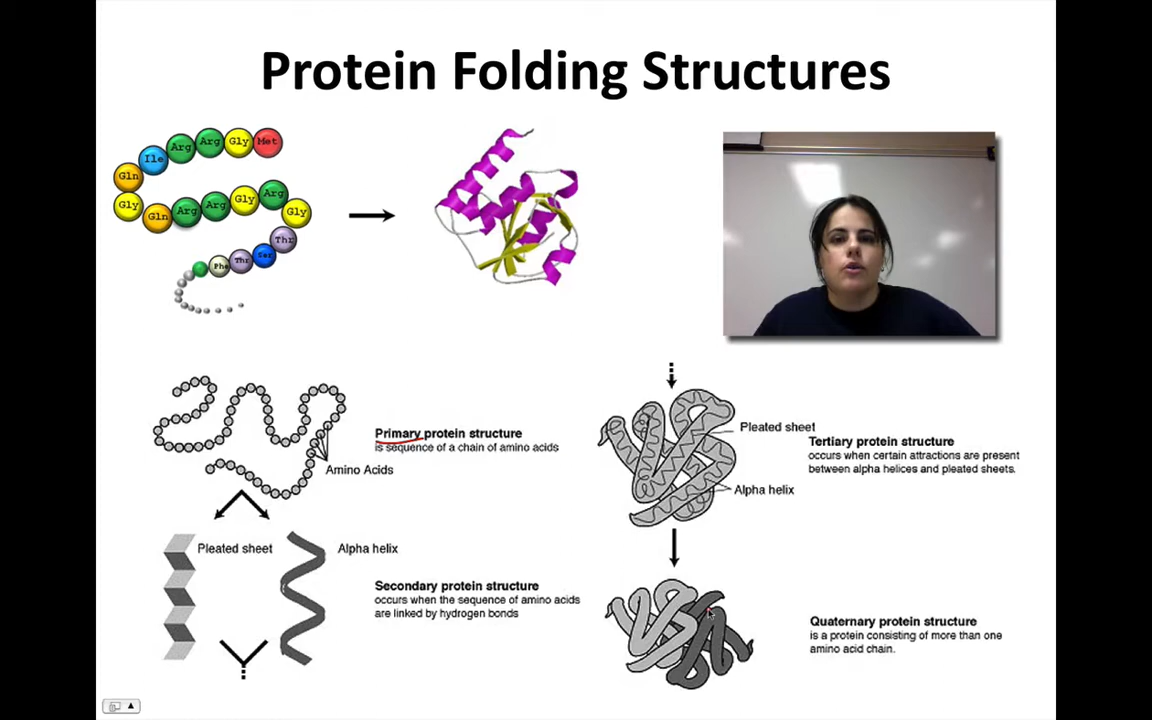 Protein Folding Structures
Ile Arg Arg Gly Met
Gln
Gly Gln Arg Arg Gly Arg
Gly
Thr
Phe Thr Ser
Primary protein structure
is sequence of a chain of amino acids
Amino Acids
Pleated sheet
Alpha helix
Secondary protein structure
occurs when the sequence of amino acids
are linked by hydrogen bonds
Pleated sheet
Alpha helix
Tertiary protein structure
occurs when certain attractions are present
between alpha helices and pleated sheets.
Quaternary protein structure
is a protein consisting of more than one
amino acid chain.